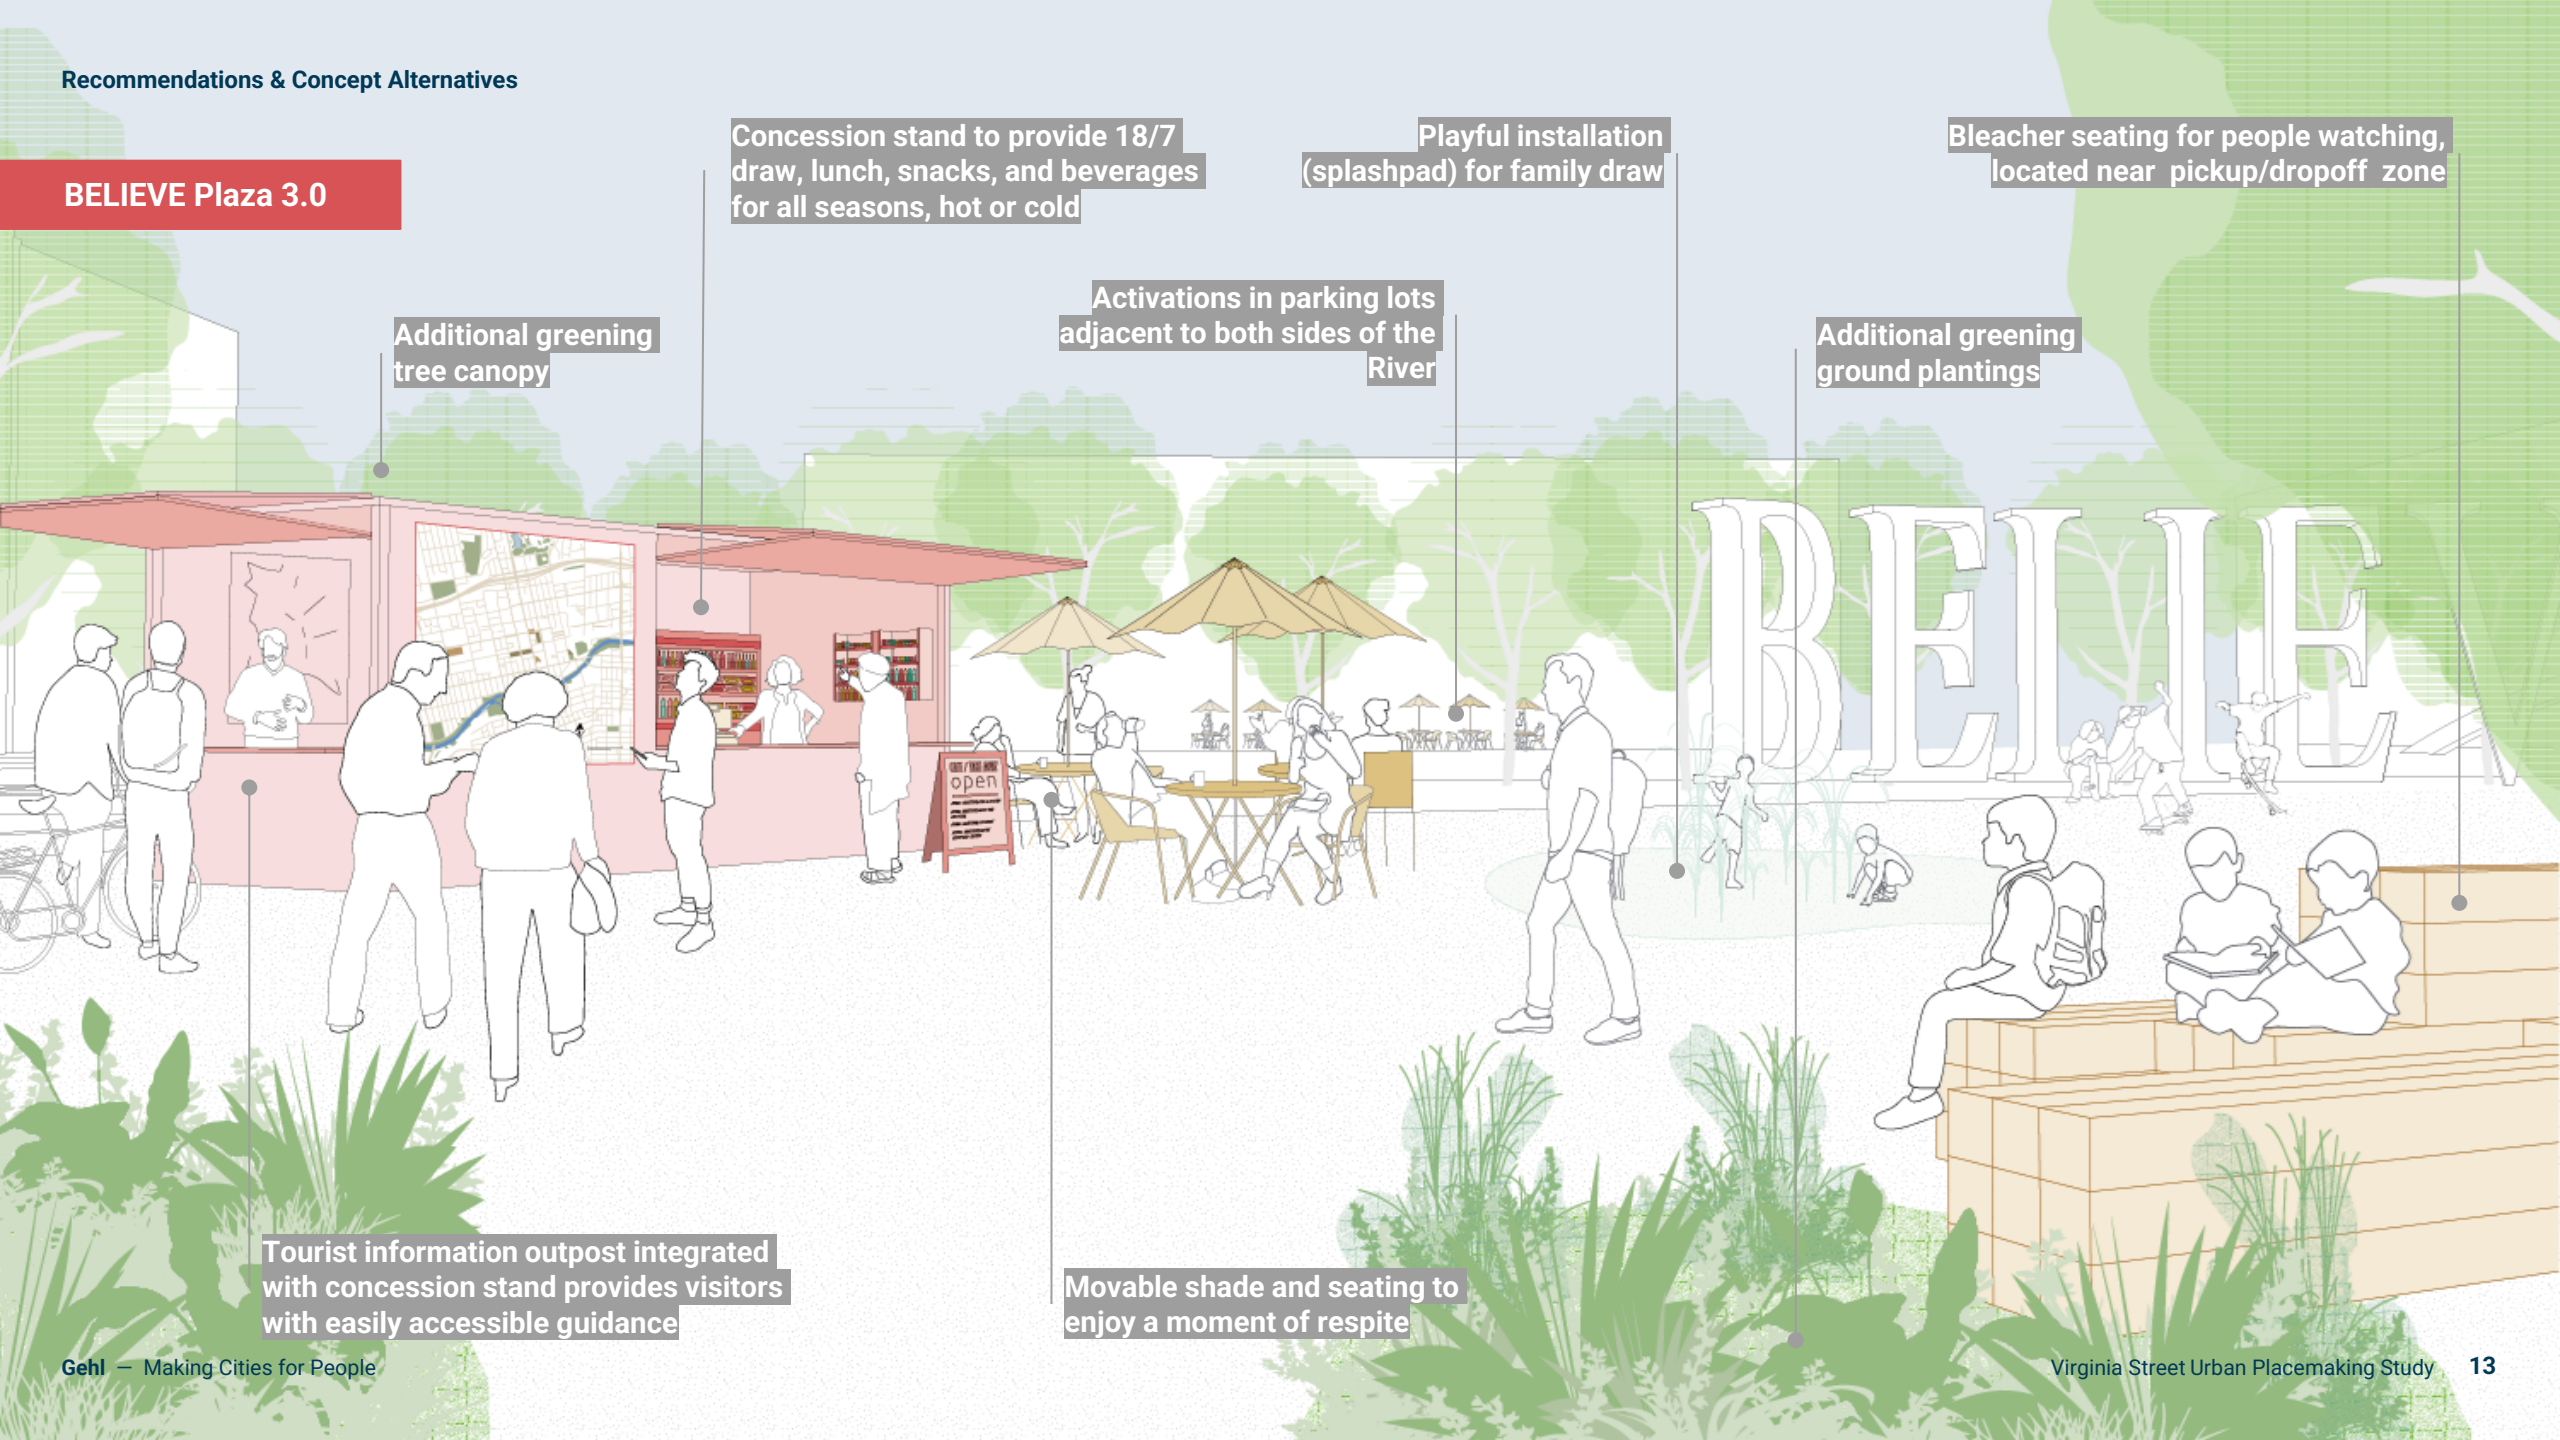 Recommendations & Concept Alternatives
BELIEVE Plaza 3.0
Concession stand to provide 18/7
draw, lunch, snacks, and beverages
for all seasons, hot or cold
Playful installation
(splashpad) for family draw
Bleacher seating for people watching,
located near pickup/dropoff zone
Additional greening
tree canopy
Activations in parking lots
adjacent to both sides of the
River
Additional greening
ground plantings
BELIE
open
Tourist information outpost integrated
with concession stand provides visitors
with easily accessible guidance
Movable shade and seating to
enjoy a moment of respite
Gehl — Making Cities for People
Virginia Street Urban Placemaking Study 13